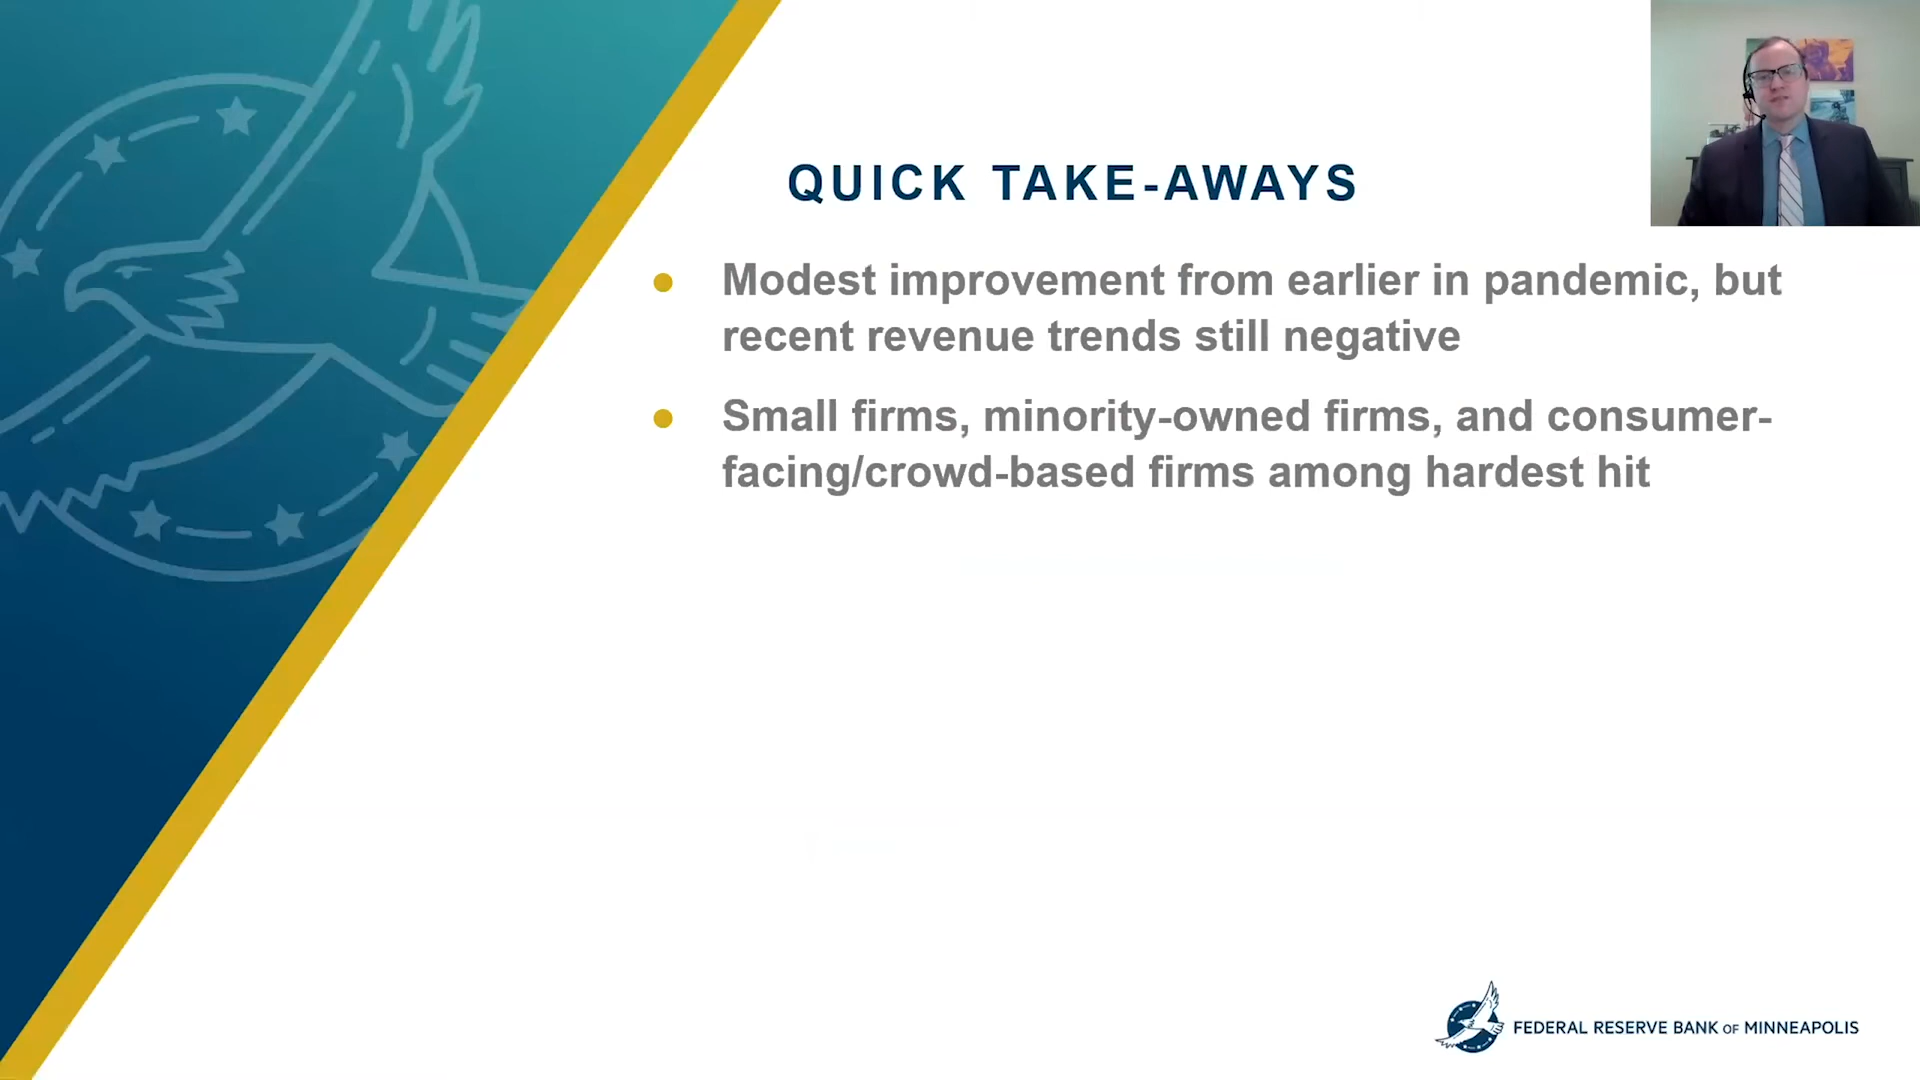 QUICK TAKE-AWAYS
● Modest improvement from earlier in pandemic, but
recent revenue trends still negative
● Small firms, minority-owned firms, and consumer-
facing/crowd-based firms among hardest hit
FEDERAL RESERVE BANK OF MINNEAPOLIS